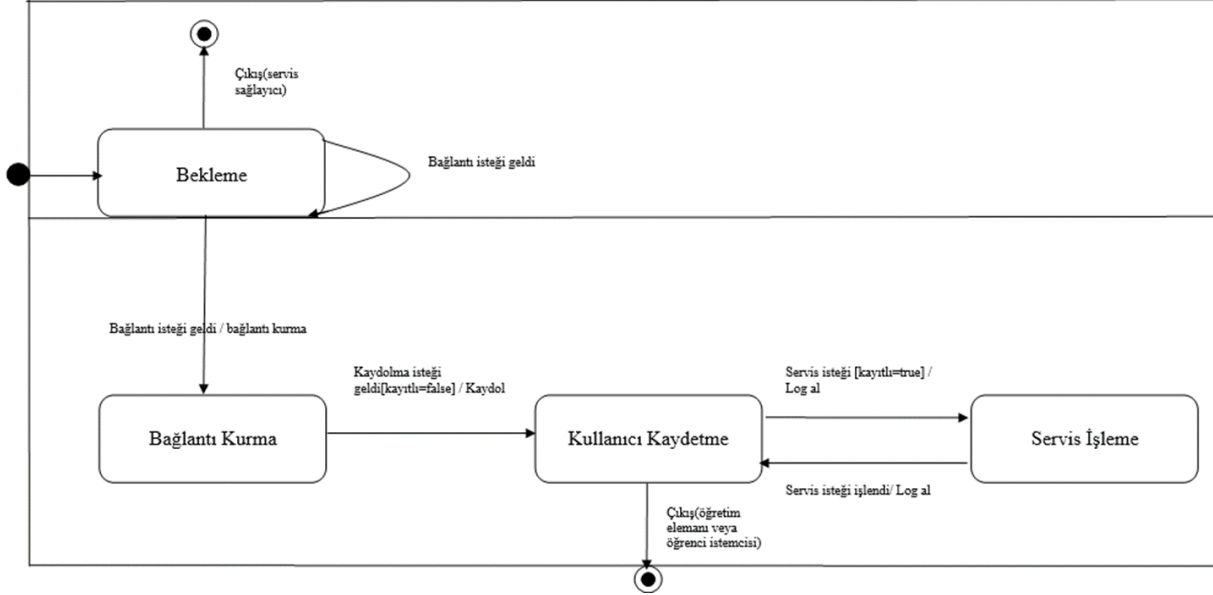 Çıkış(servis
sağlayıcı)
Bekleme
Bağlantı isteği geldi
Bağlantı isteği geldi / bağlantı kurma
Kaydolma isteği
geldi[kayıtlı=false] / Kaydol
Servis isteği [kayıtlı=true] /
Log al
Bağlantı Kurma
Kullanıcı Kaydetme
Servis İşleme
Servis isteği işlendi/ Log al
Çıkış(öğretim
elemanı veya
öğrenci istemcisi)